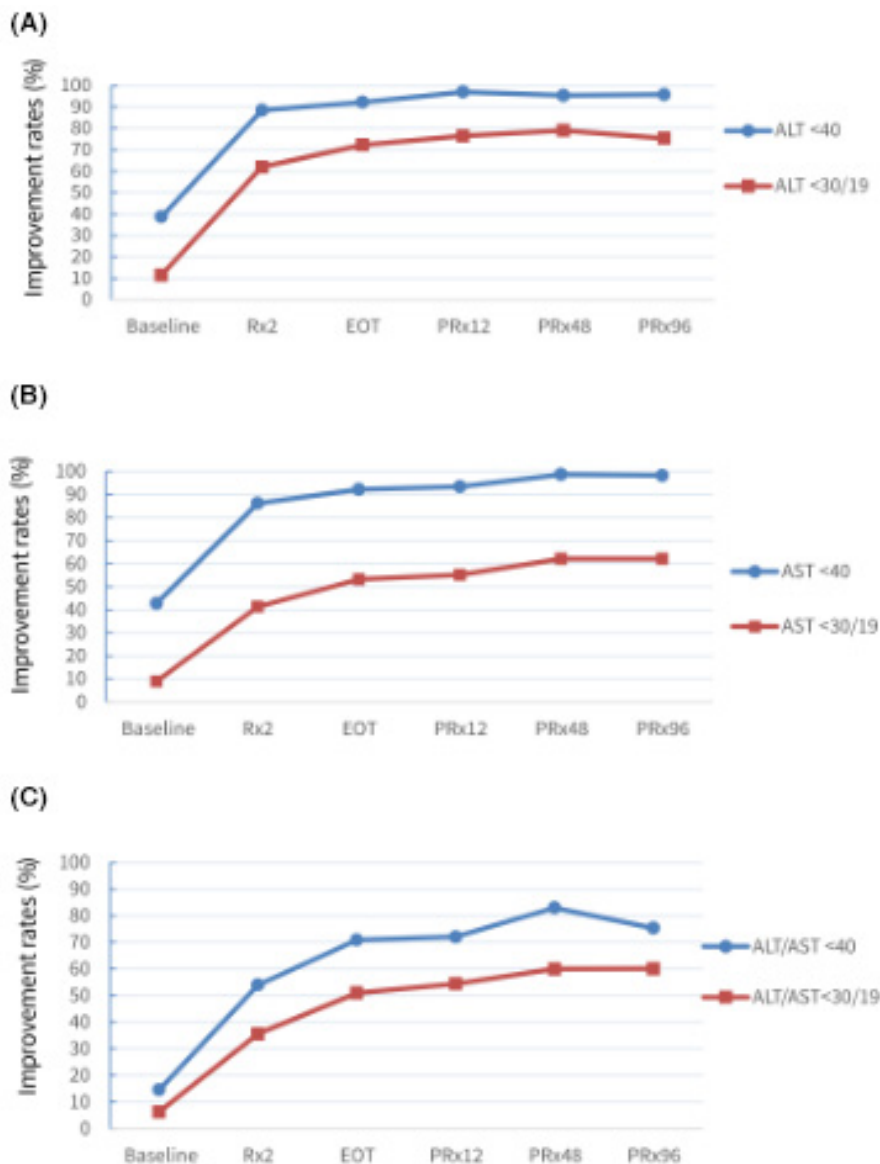 (A)
Improvement rates (%)
100
90
80
70
60
50
40
30
20
10
0
Baseline Rx2 EOT PRx12 PRx48 PRx96
ALT <40
ALT <30/19
(B)
Improvement rates (%)
100
90
80
70
60
50
40
30
20
10
0
Baseline Rx2 EOT PRx12 PRx48 PRx96
AST <40
AST <30/19
(C)
Improvement rates (%)
100
90
80
70
60
50
40
30
20
10
0
Baseline Rx2 EOT PRx12 PRx48 PRx96
ALT/AST <40
ALT/AST<30/19